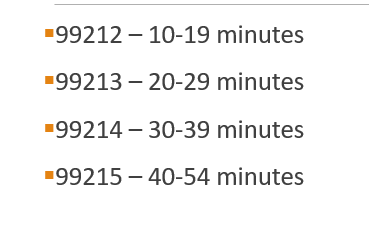 ▪99212 – 10-19 minutes
▪99213 – 20-29 minutes
▪99214 – 30-39 minutes
▪99215 – 40-54 minutes